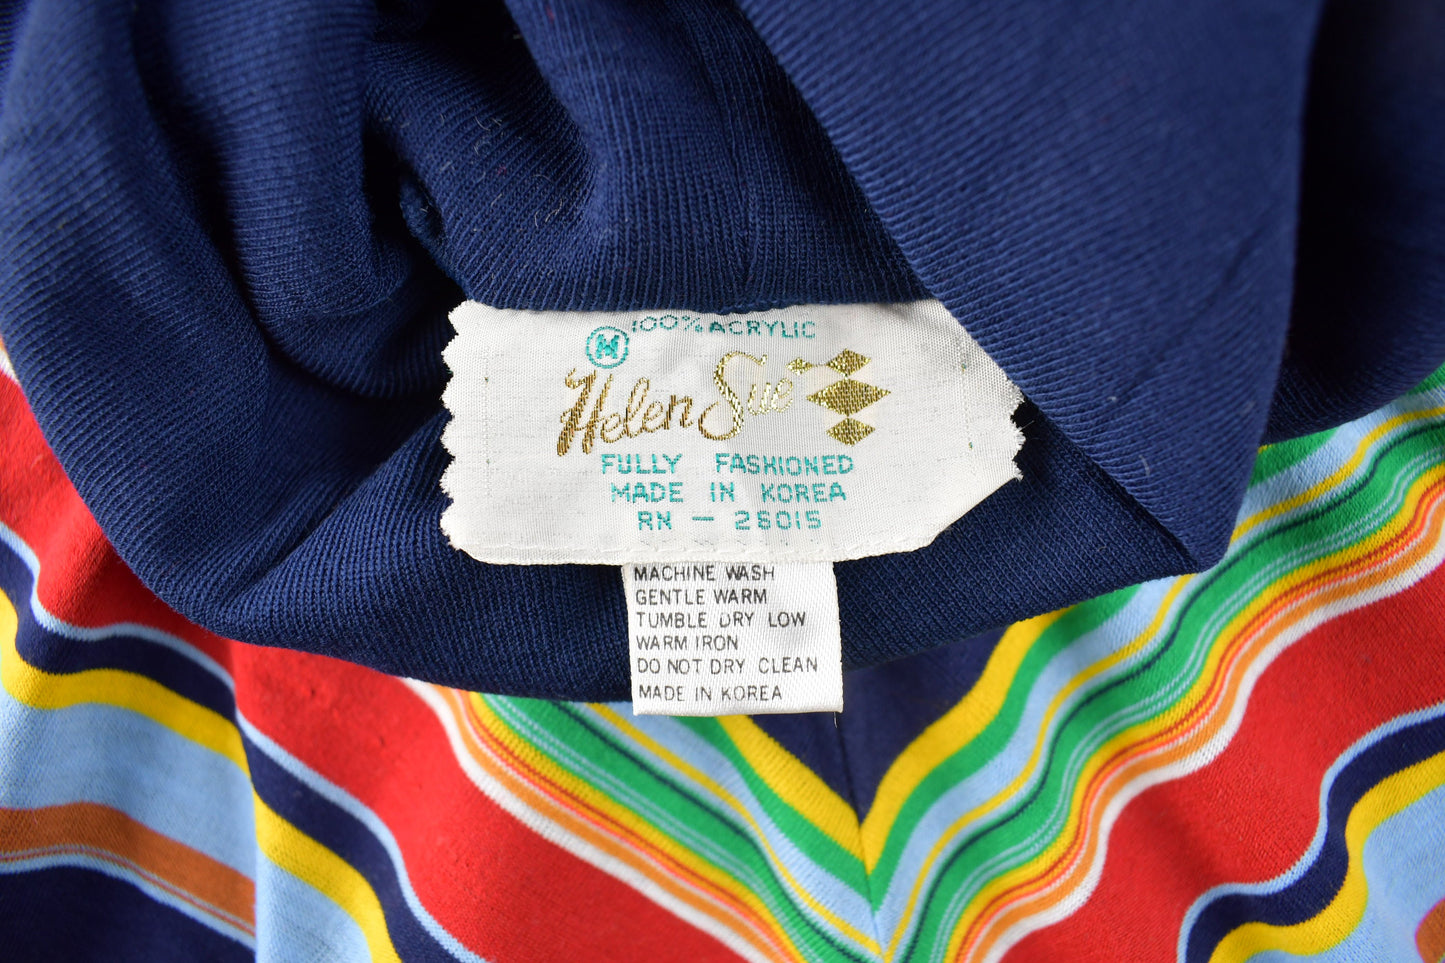 100% ACRYLIC
M
Helen Sue
FULLY FASHIONED
MADE IN KOREA
RN - 26015
MACHINE WASH
GENTLE WARM
TUMBLE DRY LOW
WARM IRON
DO NOT DRY CLEAN
MADE IN KOREA